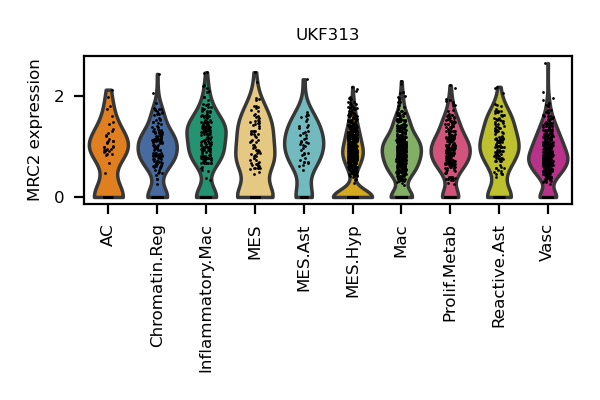 UKF313
MRC2 expression
2
0
AC
Chromatin.Reg
Inflammatory.Mac
MES
MES.Ast
MES.Hyp
Mac
Prolif.Metab
Reactive.Ast
Vasc